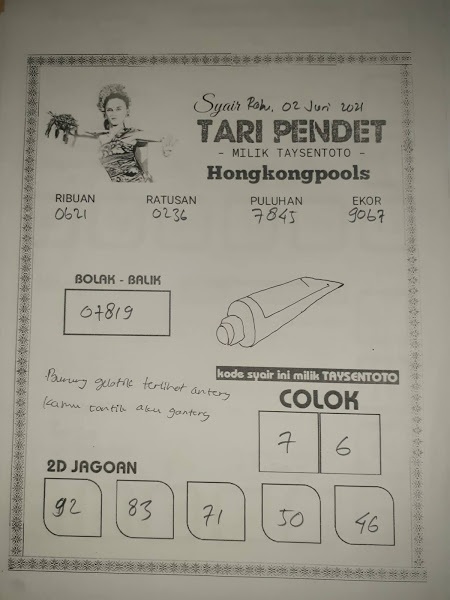 Syair Rabu, 02 Juni 2021
TARI PENDET
- MILIK TAYSENTOTO -
Hongkongpools
RIBUAN RATUSAN PULUHAN EKOR
0621 0236 7845 9067
BOLAK - BALIK
07819
kode syair ini milik TAYSENTOTO
Burung gelatik terlihat anteng
Kamu cantik aku ganteng
COLOK
7 6
2D JAGOAN
92 83 71 50 46